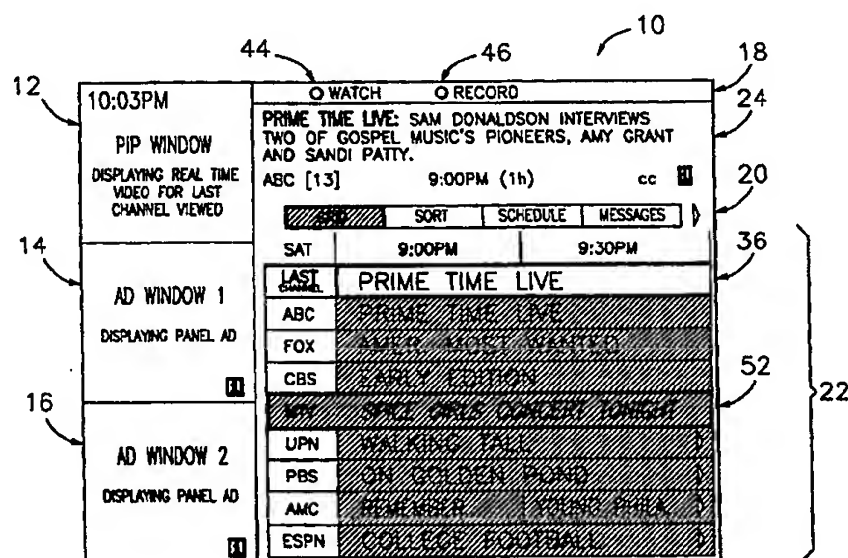 10
44
46
18
12
10:03PM
WATCH
RECORD
24
PRIME TIME LIVE: SAM DONALDSON INTERVIEWS
TWO OF GOSPEL MUSIC'S PIONEERS, AMY GRANT
AND SANDI PATTY.
PIP WINDOW
DISPLAYING REAL TIME
VIDEO FOR LAST
CHANNEL VIEWED
ABC [13]
9:00PM (1h)
cc
20
GRID
SORT
SCHEDULE
MESSAGES
14
SAT
9:00PM
9:30PM
36
LAST
CHANNEL
PRIME TIME LIVE
AD WINDOW 1
DISPLAYING PANEL AD
ABC
PRIME TIME LIVE
FOX
AMER. MOST WANTED
CBS
EARLY EDITION
52
22
16
SPICE GIRLS CONCERT TONIGHT
AD WINDOW 2
DISPLAYING PANEL AD
UPN
WALKING TALL
PBS
ON GOLDEN POND
AMC
REMEMBER
YOUNG PHILA.
ESPN
COLLEGE FOOTBALL